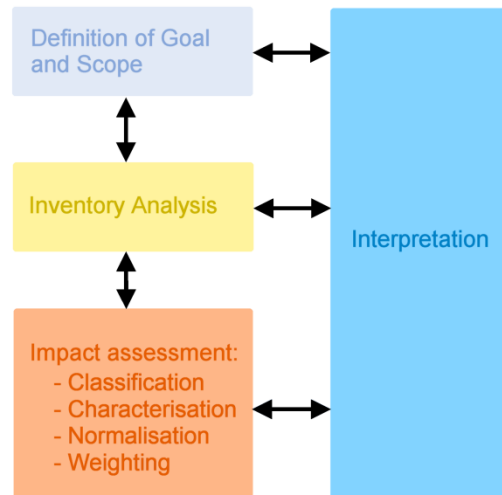 Definition of Goal
and Scope
Inventory Analysis
Interpretation
Impact assessment:
- Classification
- Characterisation
- Normalisation
- Weighting